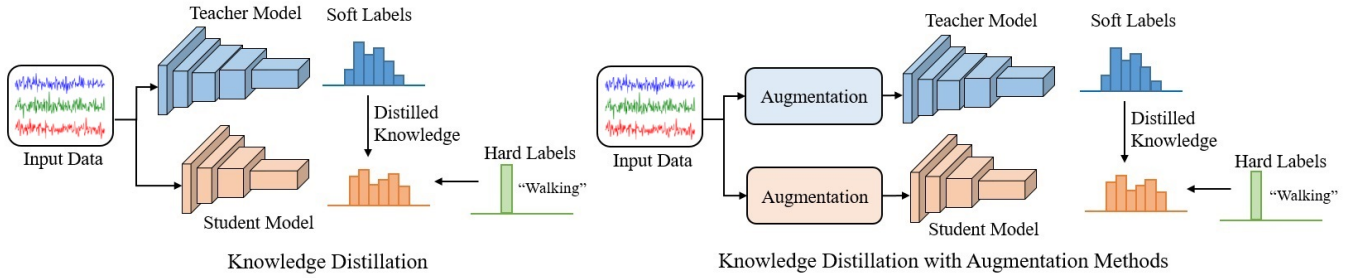 Teacher Model
Soft Labels
Input Data
Distilled
Knowledge
Hard Labels
“Walking”
Student Model
Knowledge Distillation
Teacher Model
Soft Labels
Augmentation
Input Data
Distilled
Knowledge
Hard Labels
“Walking”
Augmentation
Student Model
Knowledge Distillation with Augmentation Methods